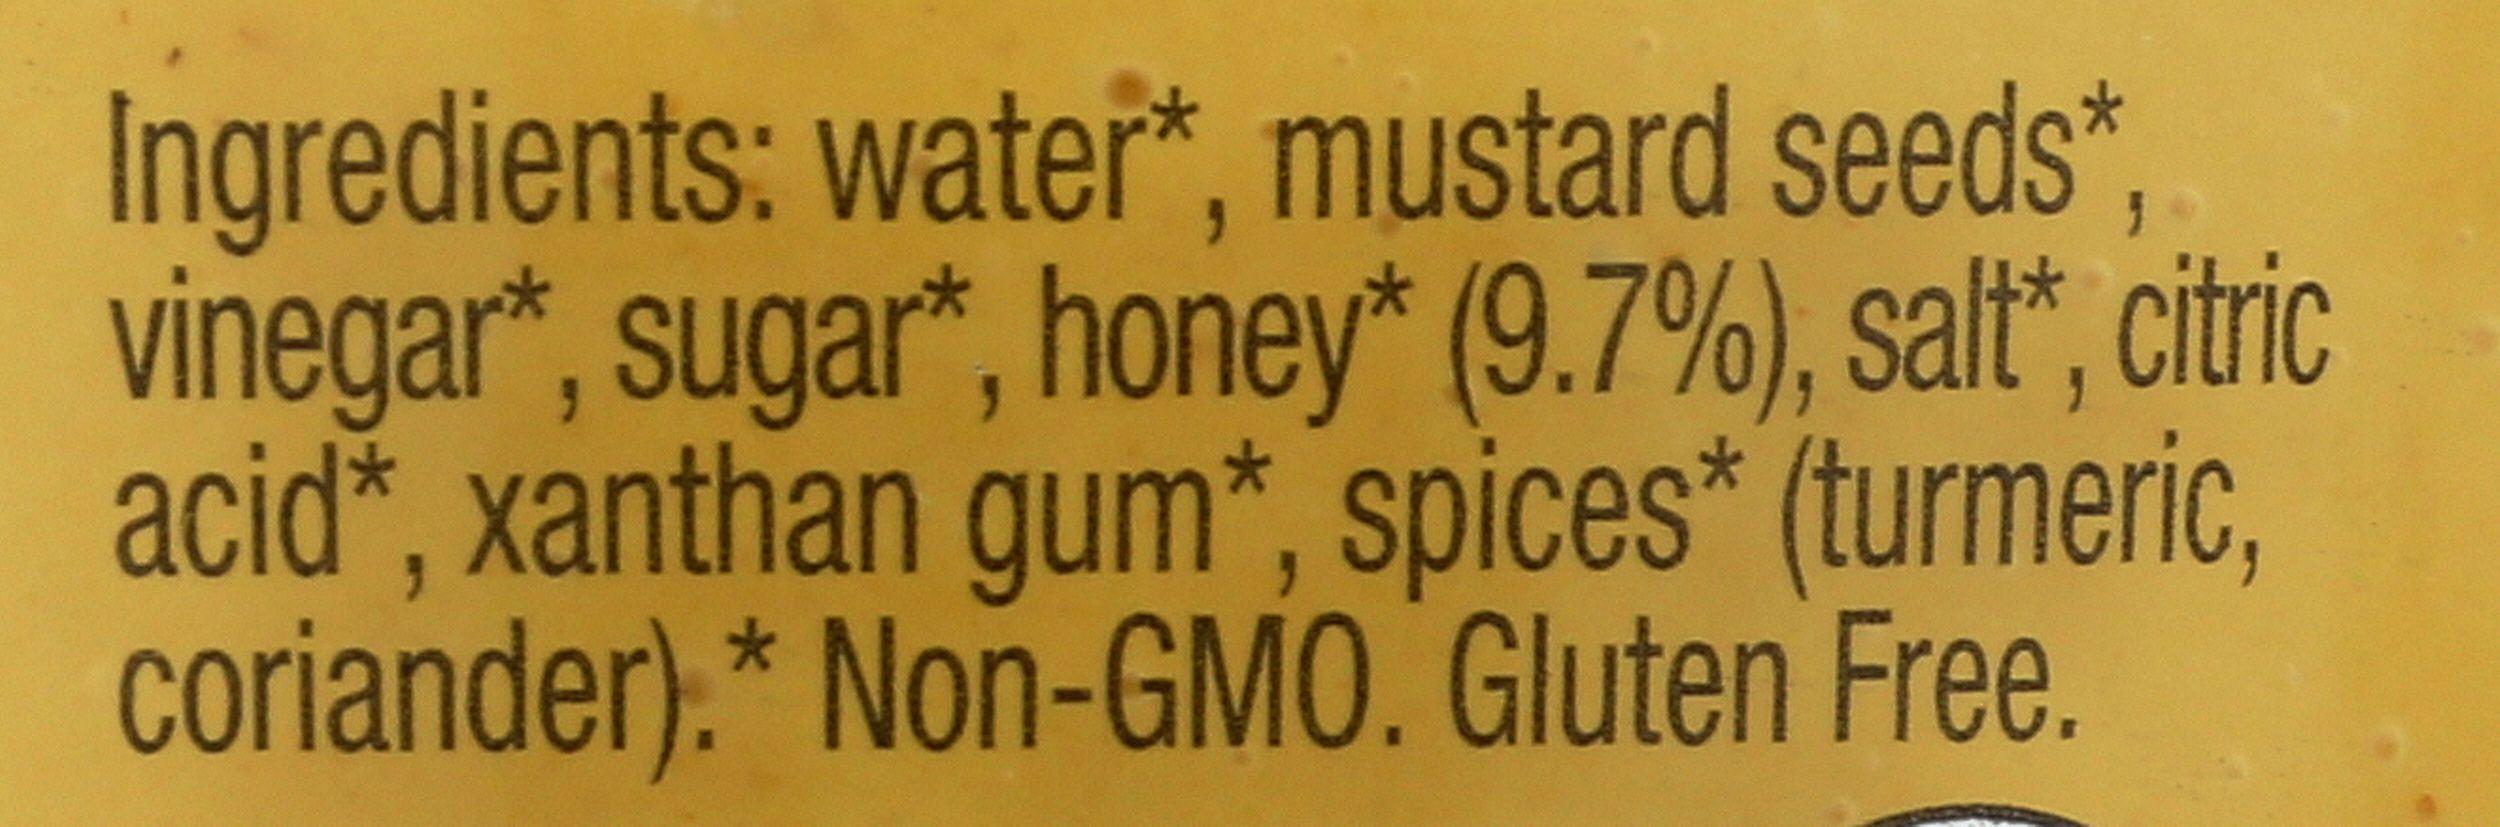 Ingredients: water*, mustard seeds*,
vinegar*, sugar*, honey* (9.7%), salt*, citric
acid*, xanthan gum*, spices* (turmeric,
coriander).* Non-GMO. Gluten Free.